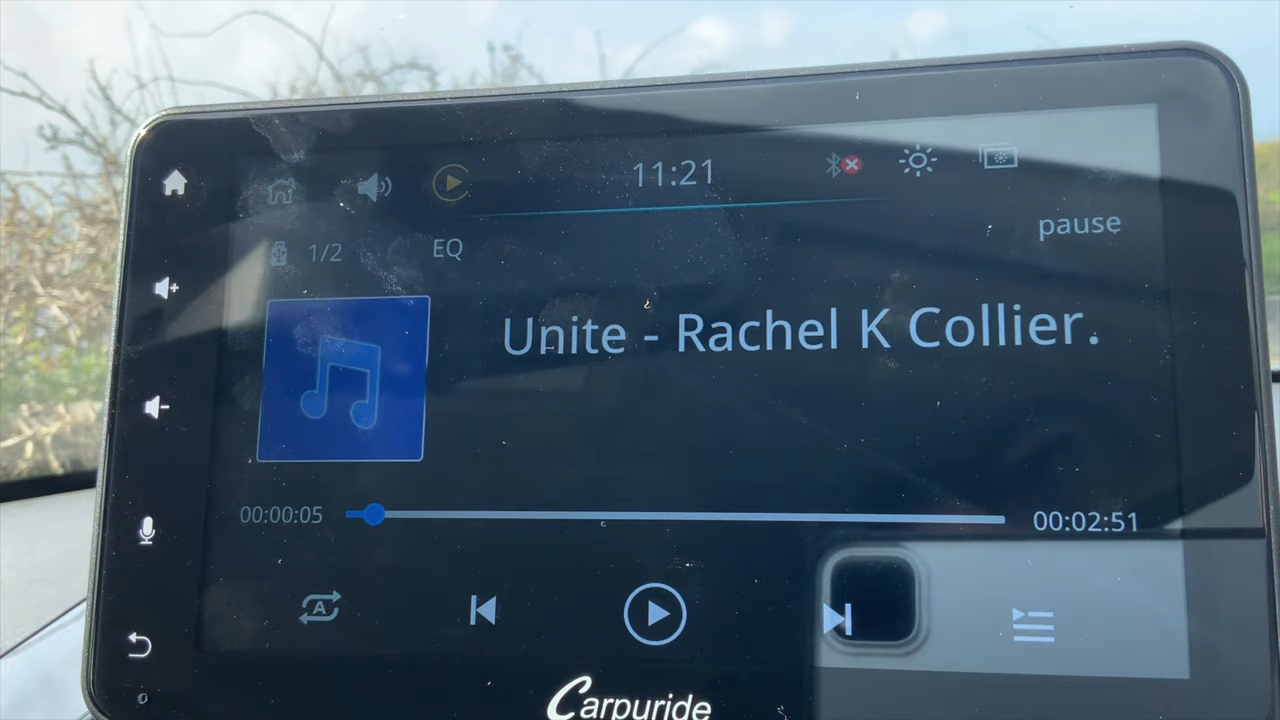 11:21
pause
1/2 EQ
Unite - Rachel K Collier.
00:00:05 00:02:51
A
Carpuride